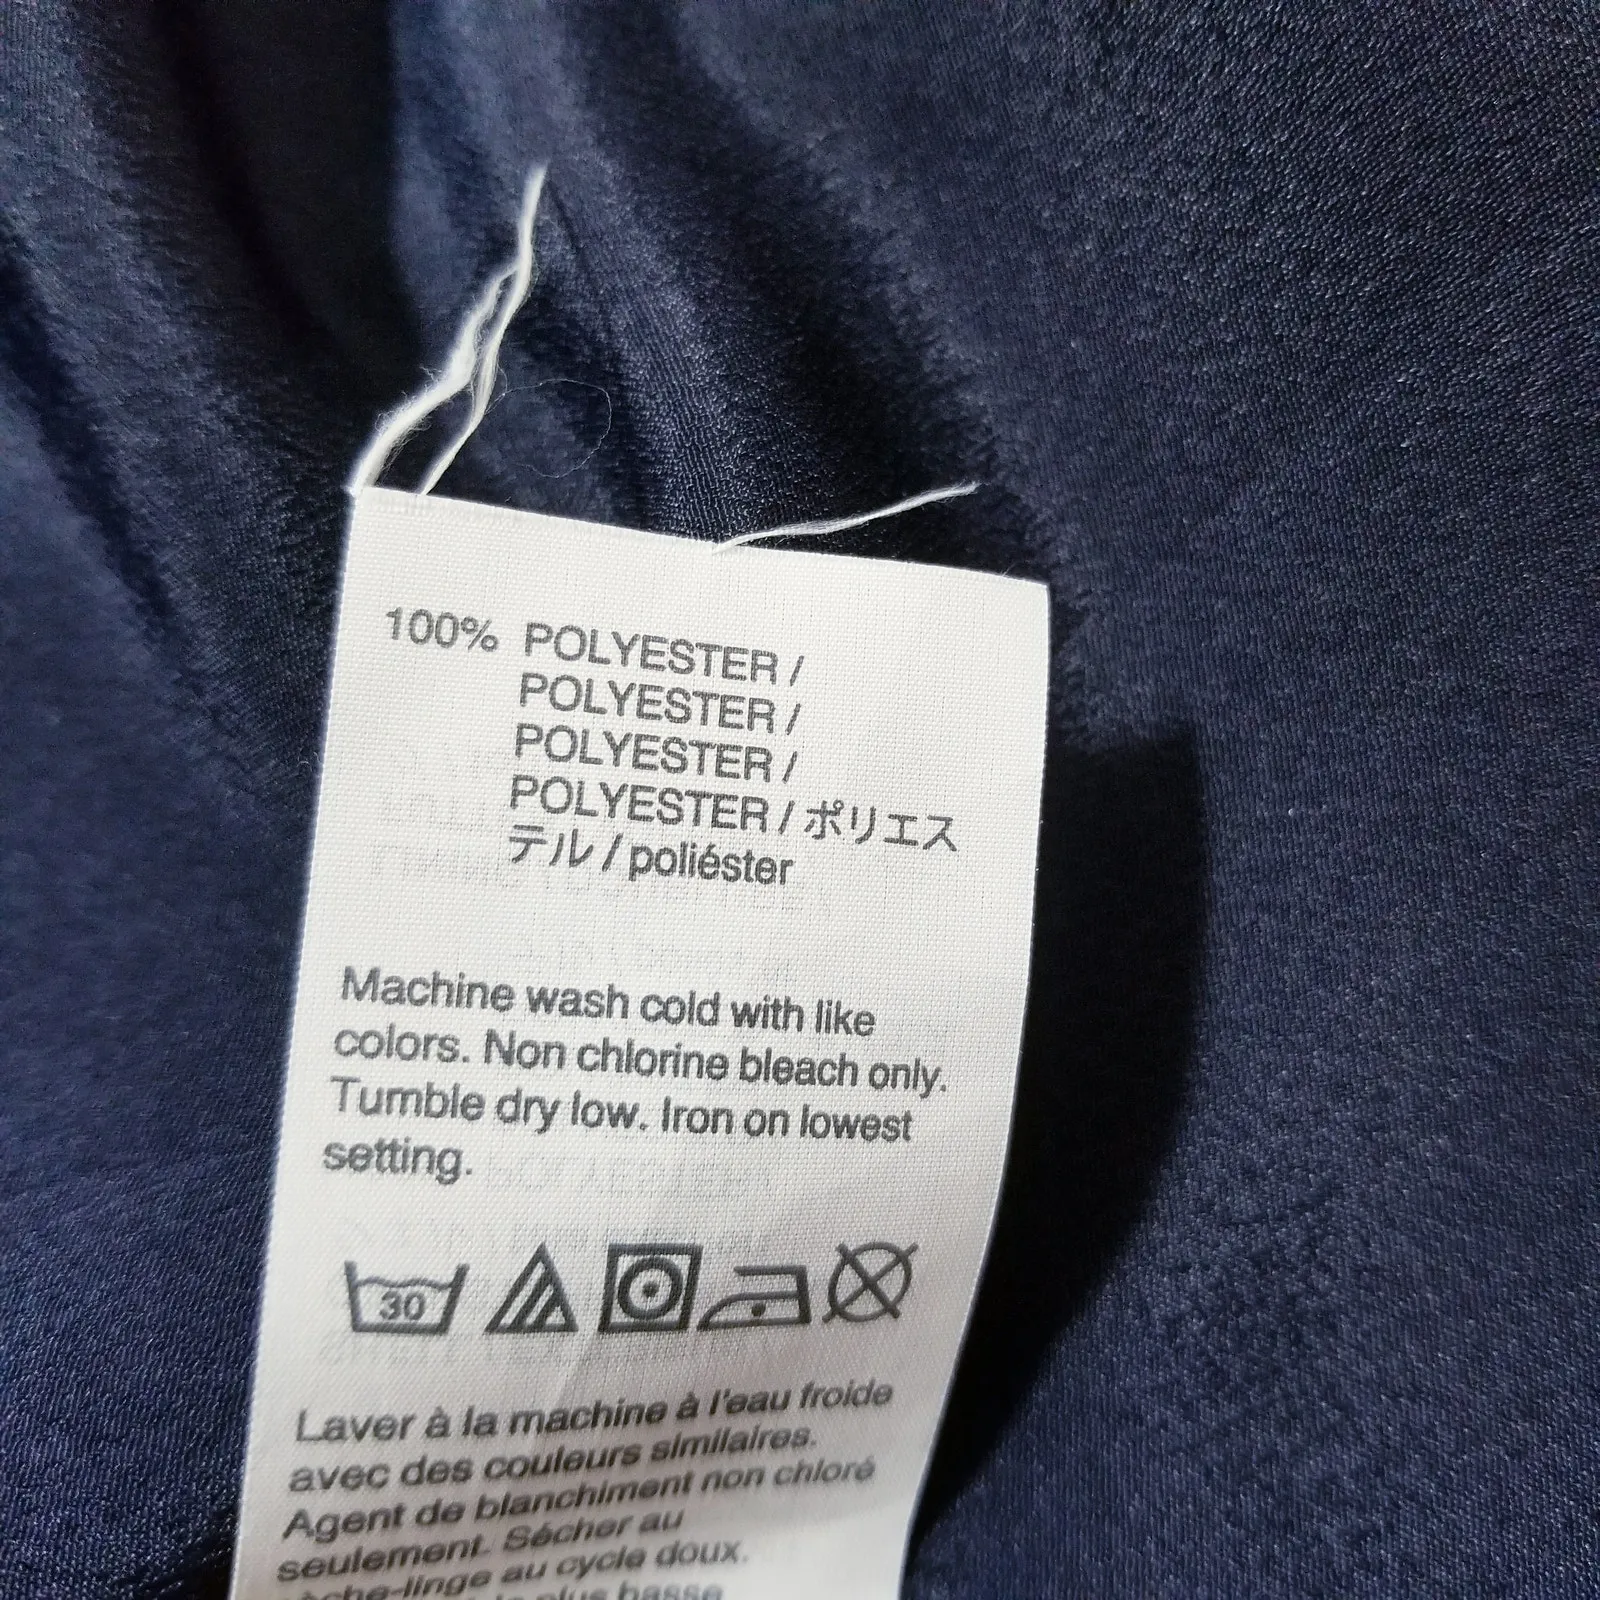 100% POLYESTER /
POLYESTER /
POLYESTER /
POLYESTER / ポリエス
テル / poliéster
Machine wash cold with like
colors. Non chlorine bleach only.
Tumble dry low. Iron on lowest
setting.
30
Laver à la machine à l'eau froide
avec des couleurs similaires.
Agent de blanchiment non chloré
seulement. Sécher au
sèche-linge au cycle doux.
plus basse